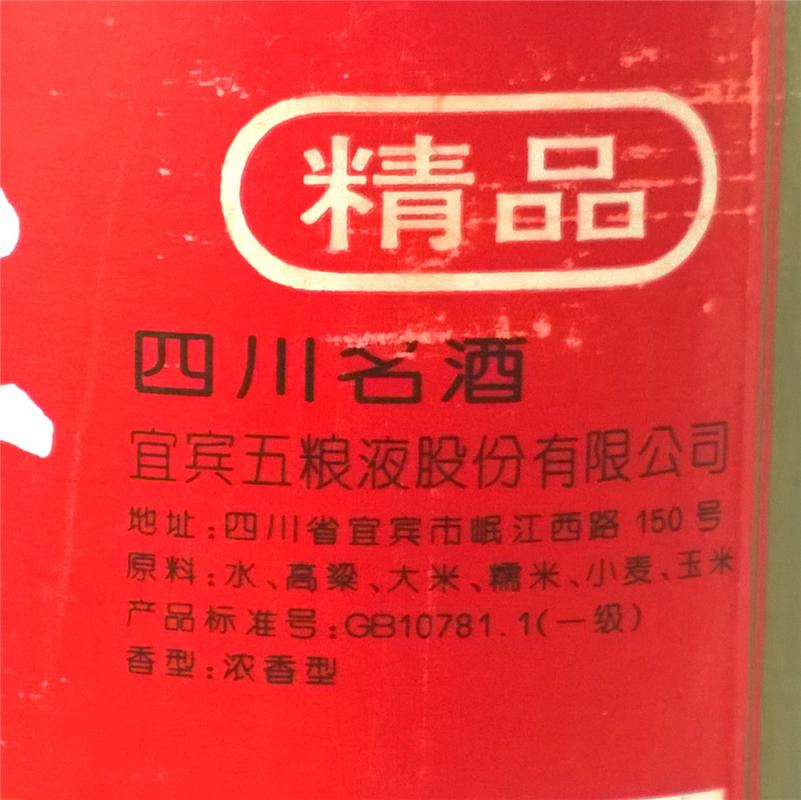 精品
四川名酒
宜宾五粮液股份有限公司
地址:四川省宜宾市岷江西路 150 号
原料:水、高粱、大米、糯米、小麦、玉米
产品标准号:GB10781.1(一级)
香型:浓香型